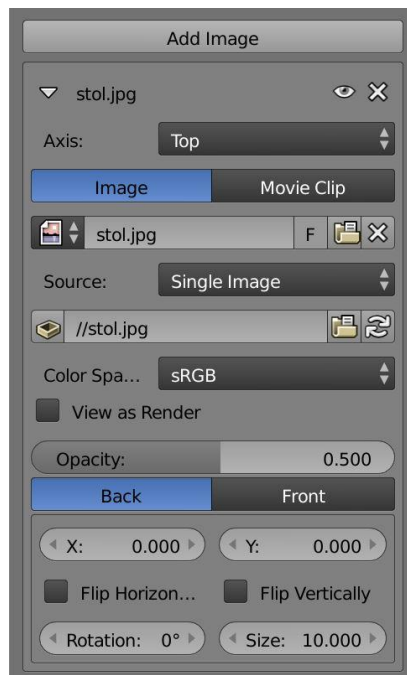 Add Image
stol.jpg
Axis: Top
Image Movie Clip
stol.jpg F
Source: Single Image
//stol.jpg
Color Spa... sRGB
View as Render
Opacity: 0.500
Back Front
X: 0.000 Y: 0.000
Flip Horizon... Flip Vertically
Rotation: 0° Size: 10.000